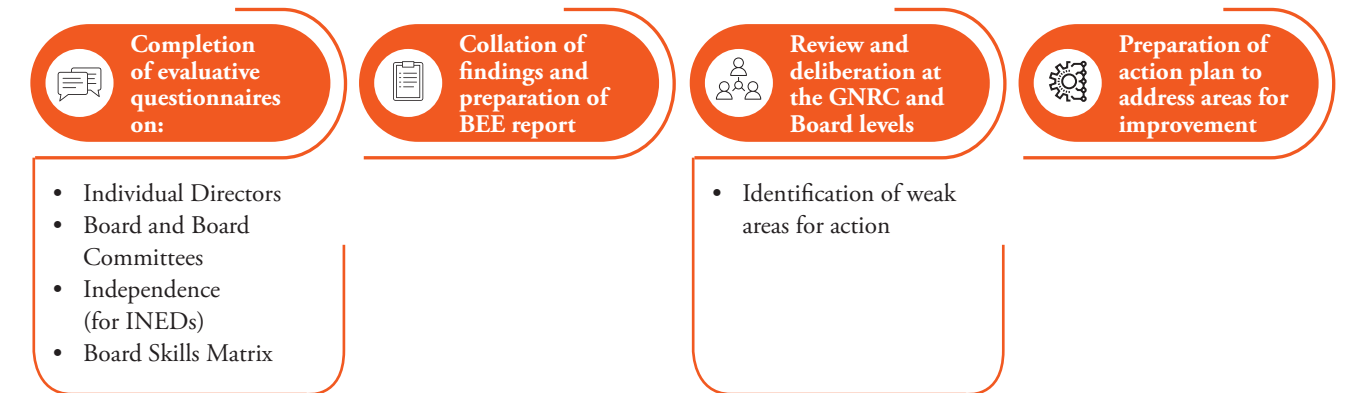 Completion
of evaluative
questionnaires
on:
• Individual Directors
• Board and Board
Committees
• Independence
(for INEDs)
• Board Skills Matrix
Collation of
findings and
preparation of
BEE report
Review and
deliberation at
the GNRC and
Board levels
• Identification of weak
areas for action
Preparation of
action plan to
address areas for
improvement